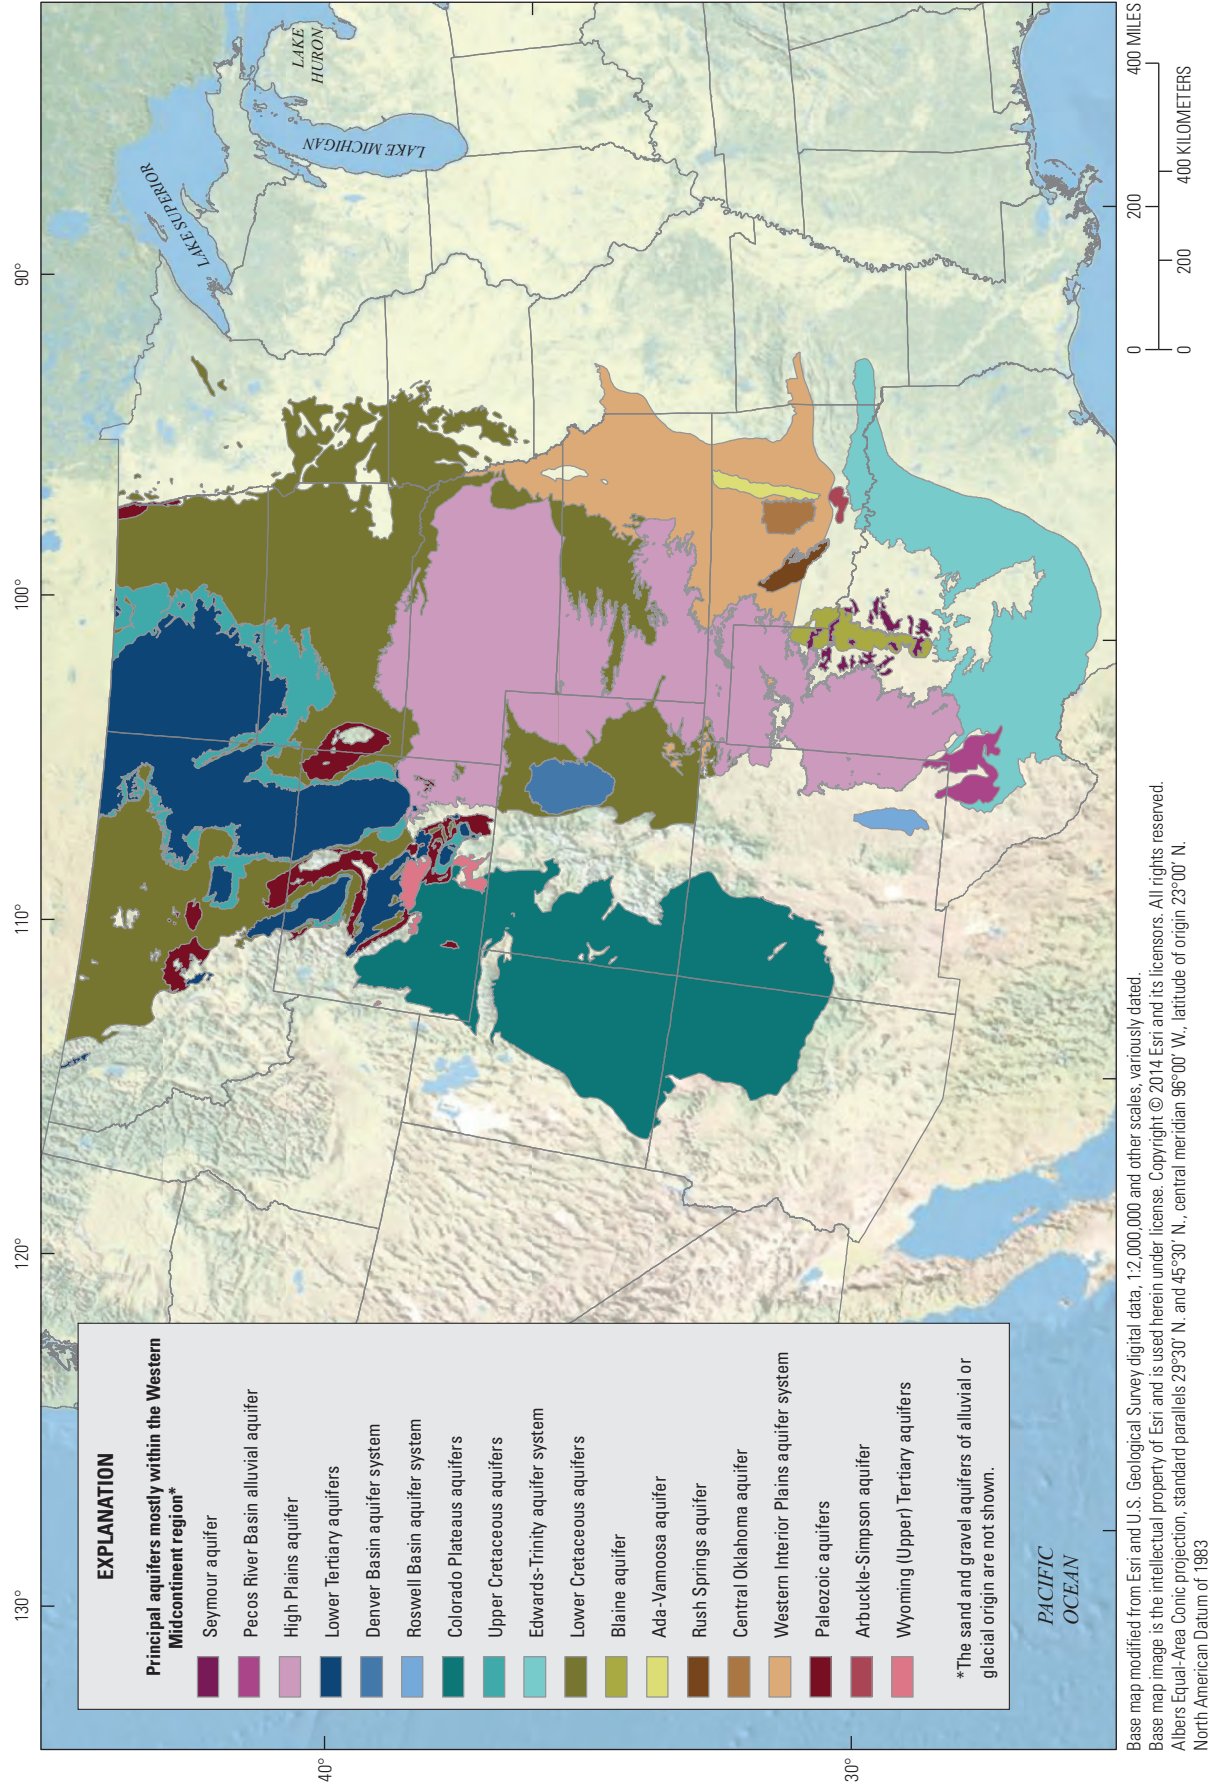 130°
120°
110°
100°
90°
40°
30°
LAKE SUPERIOR
LAKE MICHIGAN
LAKE
HURON
EXPLANATION
Principal aquifers mostly within the Western
Midcontinent region*
Seymour aquifer
Pecos River Basin alluvial aquifer
High Plains aquifer
Lower Tertiary aquifers
Denver Basin aquifer system
Roswell Basin aquifer system
Colorado Plateaus aquifers
Upper Cretaceous aquifers
Edwards-Trinity aquifer system
Lower Cretaceous aquifers
Blaine aquifer
Ada-Vamoosa aquifer
Rush Springs aquifer
Central Oklahoma aquifer
Western Interior Plains aquifer system
Paleozoic aquifers
Arbuckle-Simpson aquifer
Wyoming (Upper) Tertiary aquifers
*The sand and gravel aquifers of alluvial or
glacial origin are not shown.
PACIFIC
OCEAN
Base map modified from Esri and U.S. Geological Survey digital data, 1:2,000,000 and other scales, variously dated.
Base map image is the intellectual property of Esri and is used herein under license. Copyright © 2014 Esri and its licensors. All rights reserved.
Albers Equal-Area Conic projection, standard parallels 29°30′ N. and 45°30′ N., central meridian 96°00′ W., latitude of origin 23°00′ N.
North American Datum of 1983
0 200 400 MILES
0 200 400 KILOMETERS